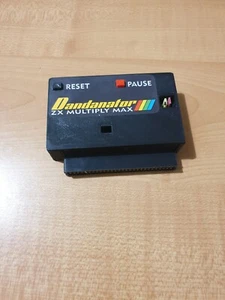 RESET
PAUSE
Dandanator
ZX MULTIPLY MAX